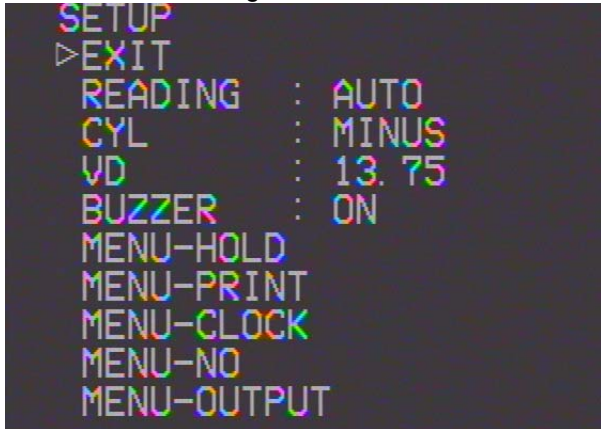 SETUP
▷EXIT
READING : AUTO
CYL : MINUS
VD : 13.75
BUZZER : ON
MENU-HOLD
MENU-PRINT
MENU-CLOCK
MENU-NO
MENU-OUTPUT